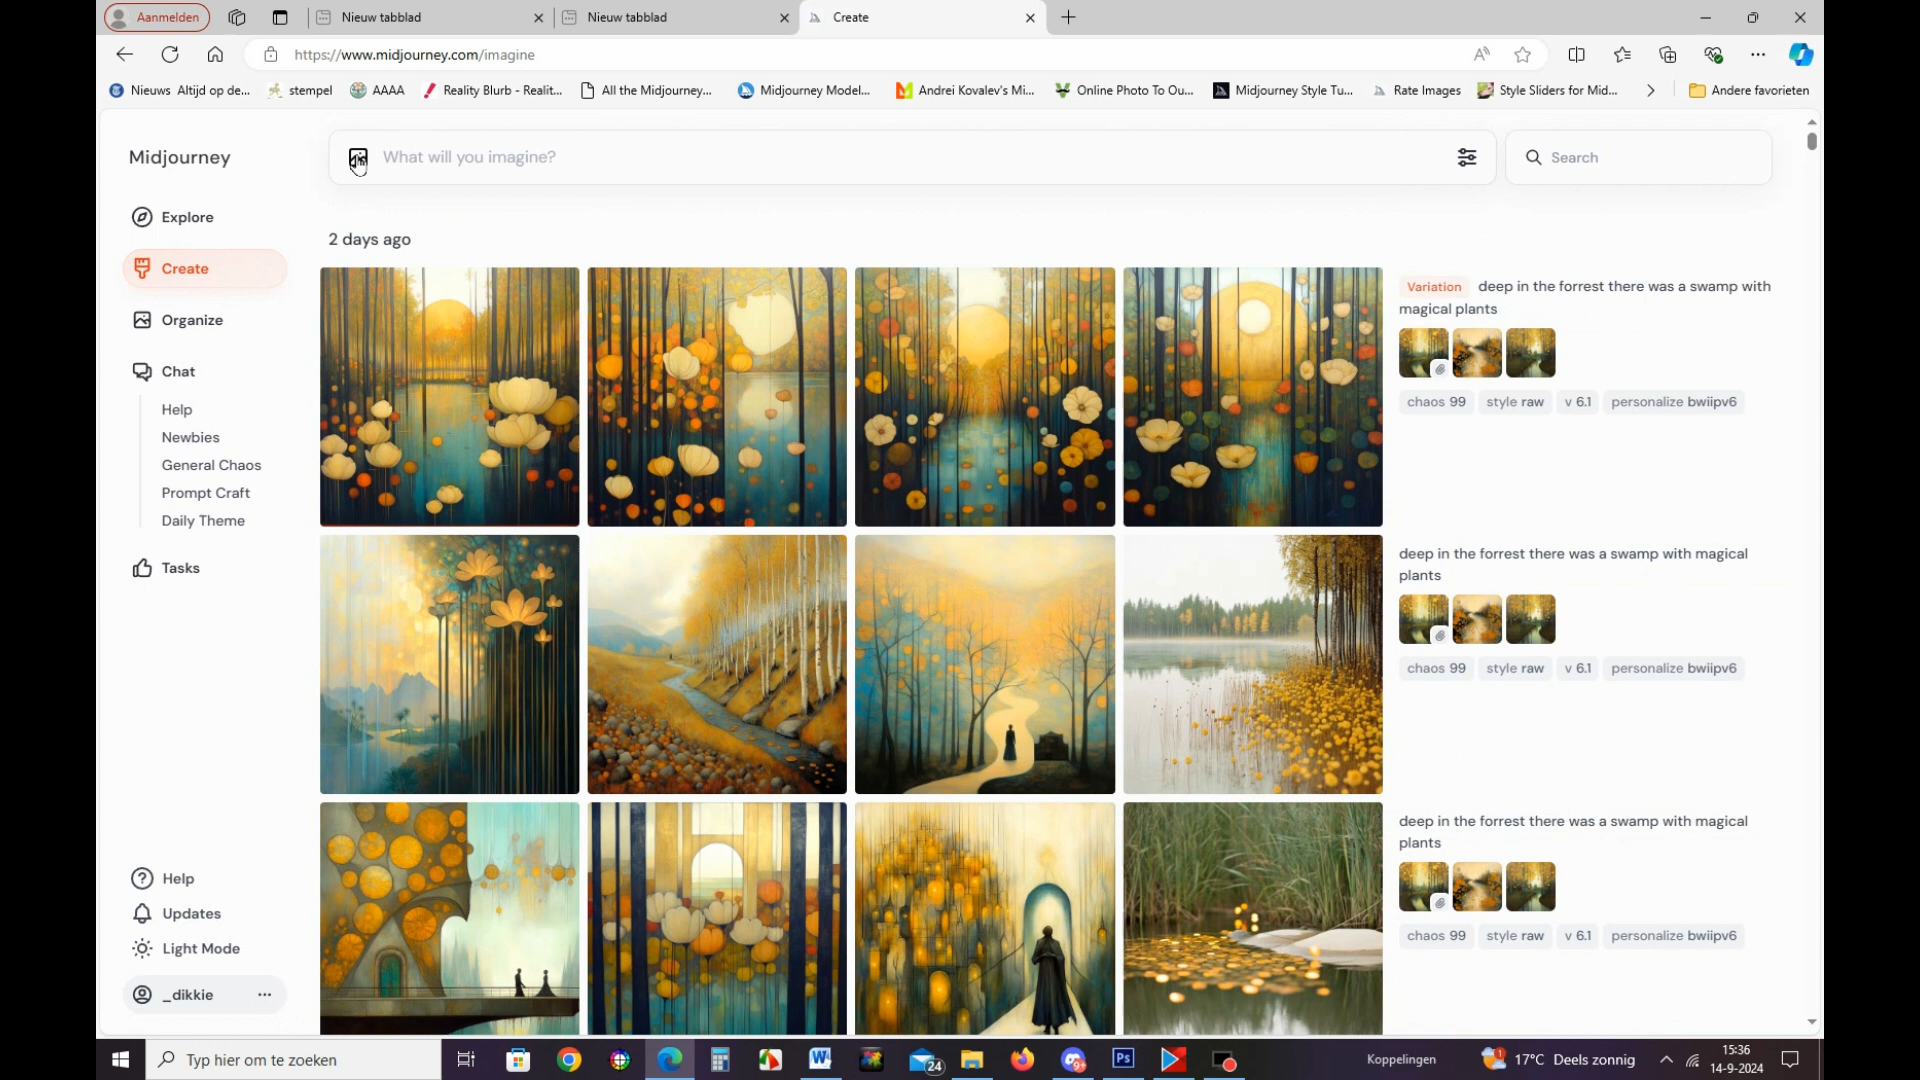 Aanmelden
Nieuw tabblad
Nieuw tabblad
Create
https://www.midjourney.com/imagine
Nieuws Altijd op de...
stempel
AAAA
Reality Blurb - Realit...
All the Midjourney...
Midjourney Model...
Andrei Kovalev's Mi...
Online Photo To Ou...
Midjourney Style Tu...
Rate Images
Style Sliders for Mid...
Andere favorieten
Midjourney
What will you imagine?
Search
Explore
Create
Organize
Chat
Help
Newbies
General Chaos
Prompt Craft
Daily Theme
Tasks
Help
Updates
Light Mode
_dikkie
2 days ago
Variation deep in the forrest there was a swamp with
magical plants
chaos 99 style raw v 6.1 personalize bwiipv6
deep in the forrest there was a swamp with magical
plants
chaos 99 style raw v 6.1 personalize bwiipv6
deep in the forrest there was a swamp with magical
plants
chaos 99 style raw v 6.1 personalize bwiipv6
Typ hier om te zoeken
W
24
9+
Ps
Koppelingen
1
17°C Deels zonnig
15:36
14-9-2024